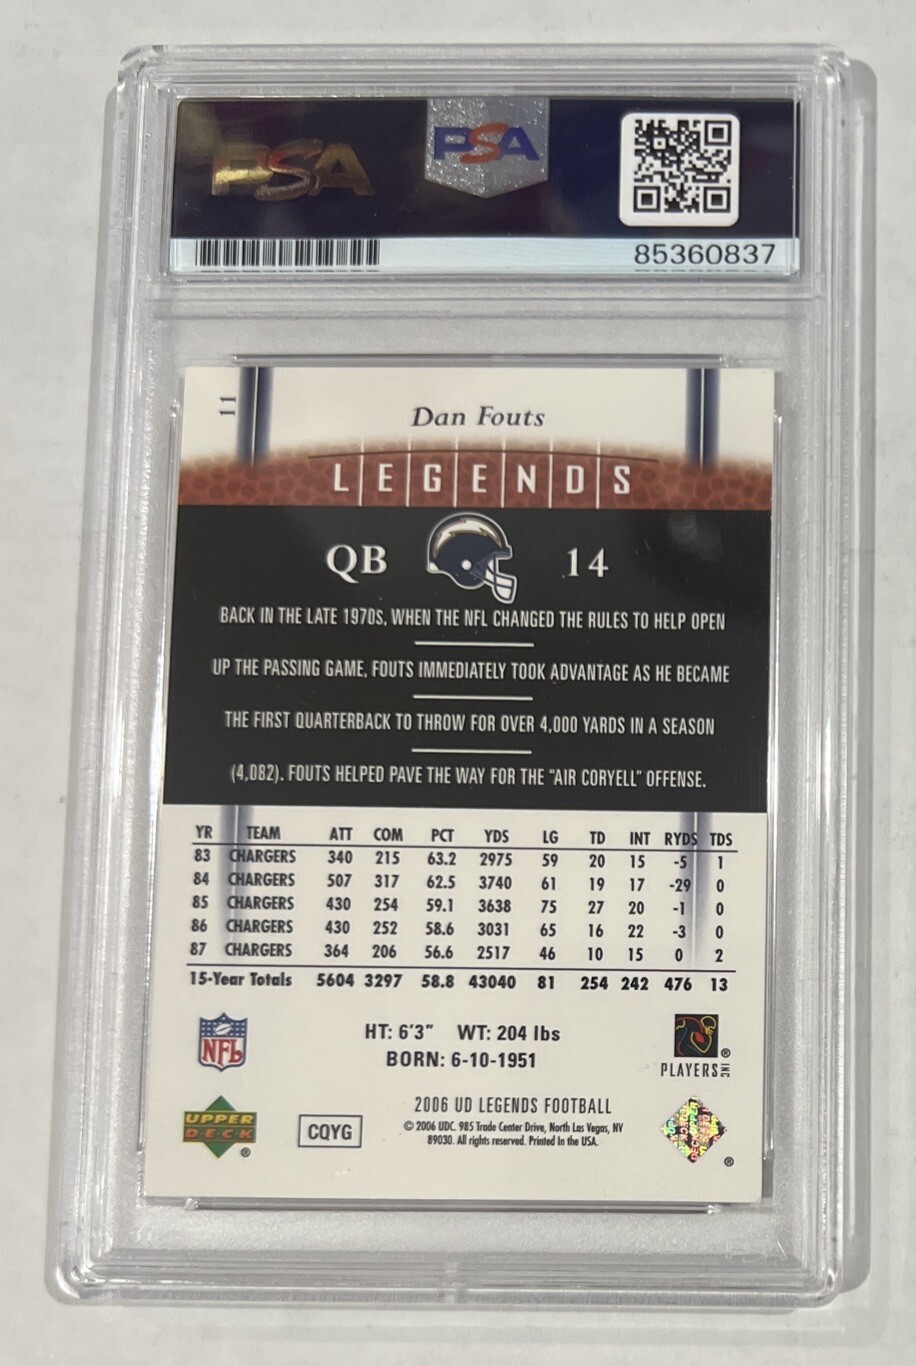 PSA
PSA
85360837
11
Dan Fouts
LEGENDS
QB 14
BACK IN THE LATE 1970S, WHEN THE NFL CHANGED THE RULES TO HELP OPEN
UP THE PASSING GAME, FOUTS IMMEDIATELY TOOK ADVANTAGE AS HE BECAME
THE FIRST QUARTERBACK TO THROW FOR OVER 4,000 YARDS IN A SEASON
(4,082). FOUTS HELPED PAVE THE WAY FOR THE "AIR CORYELL" OFFENSE.
YR TEAM ATT COM PCT YDS LG TD INT RYDS TDS
83 CHARGERS 340 215 63.2 2975 59 20 15 -5 1
84 CHARGERS 507 317 62.5 3740 61 19 17 -29 0
85 CHARGERS 430 254 59.1 3638 75 27 20 -1 0
86 CHARGERS 430 252 58.6 3031 65 16 22 -3 0
87 CHARGERS 364 206 56.6 2517 46 10 15 0 2
15-Year Totals 5604 3297 58.8 43040 81 254 242 476 13
NFL
HT: 6'3" WT: 204 lbs
BORN: 6-10-1951
PLAYERS INC ®
UPPER
DECK ®
CQYG
2006 UD LEGENDS FOOTBALL
© 2006 UDC. 985 Trade Center Drive, North Las Vegas, NV
89030. All rights reserved. Printed in the USA.
®